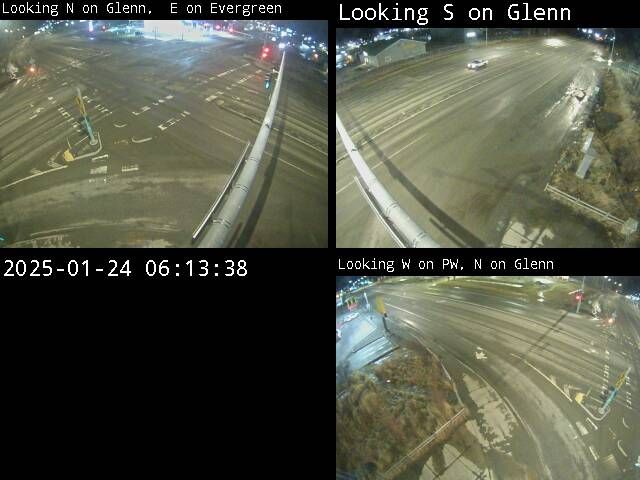 Looking N on Glenn, E on Evergreen
Looking S on Glenn
2025-01-24 06:13:38
Looking W on PW, N on Glenn